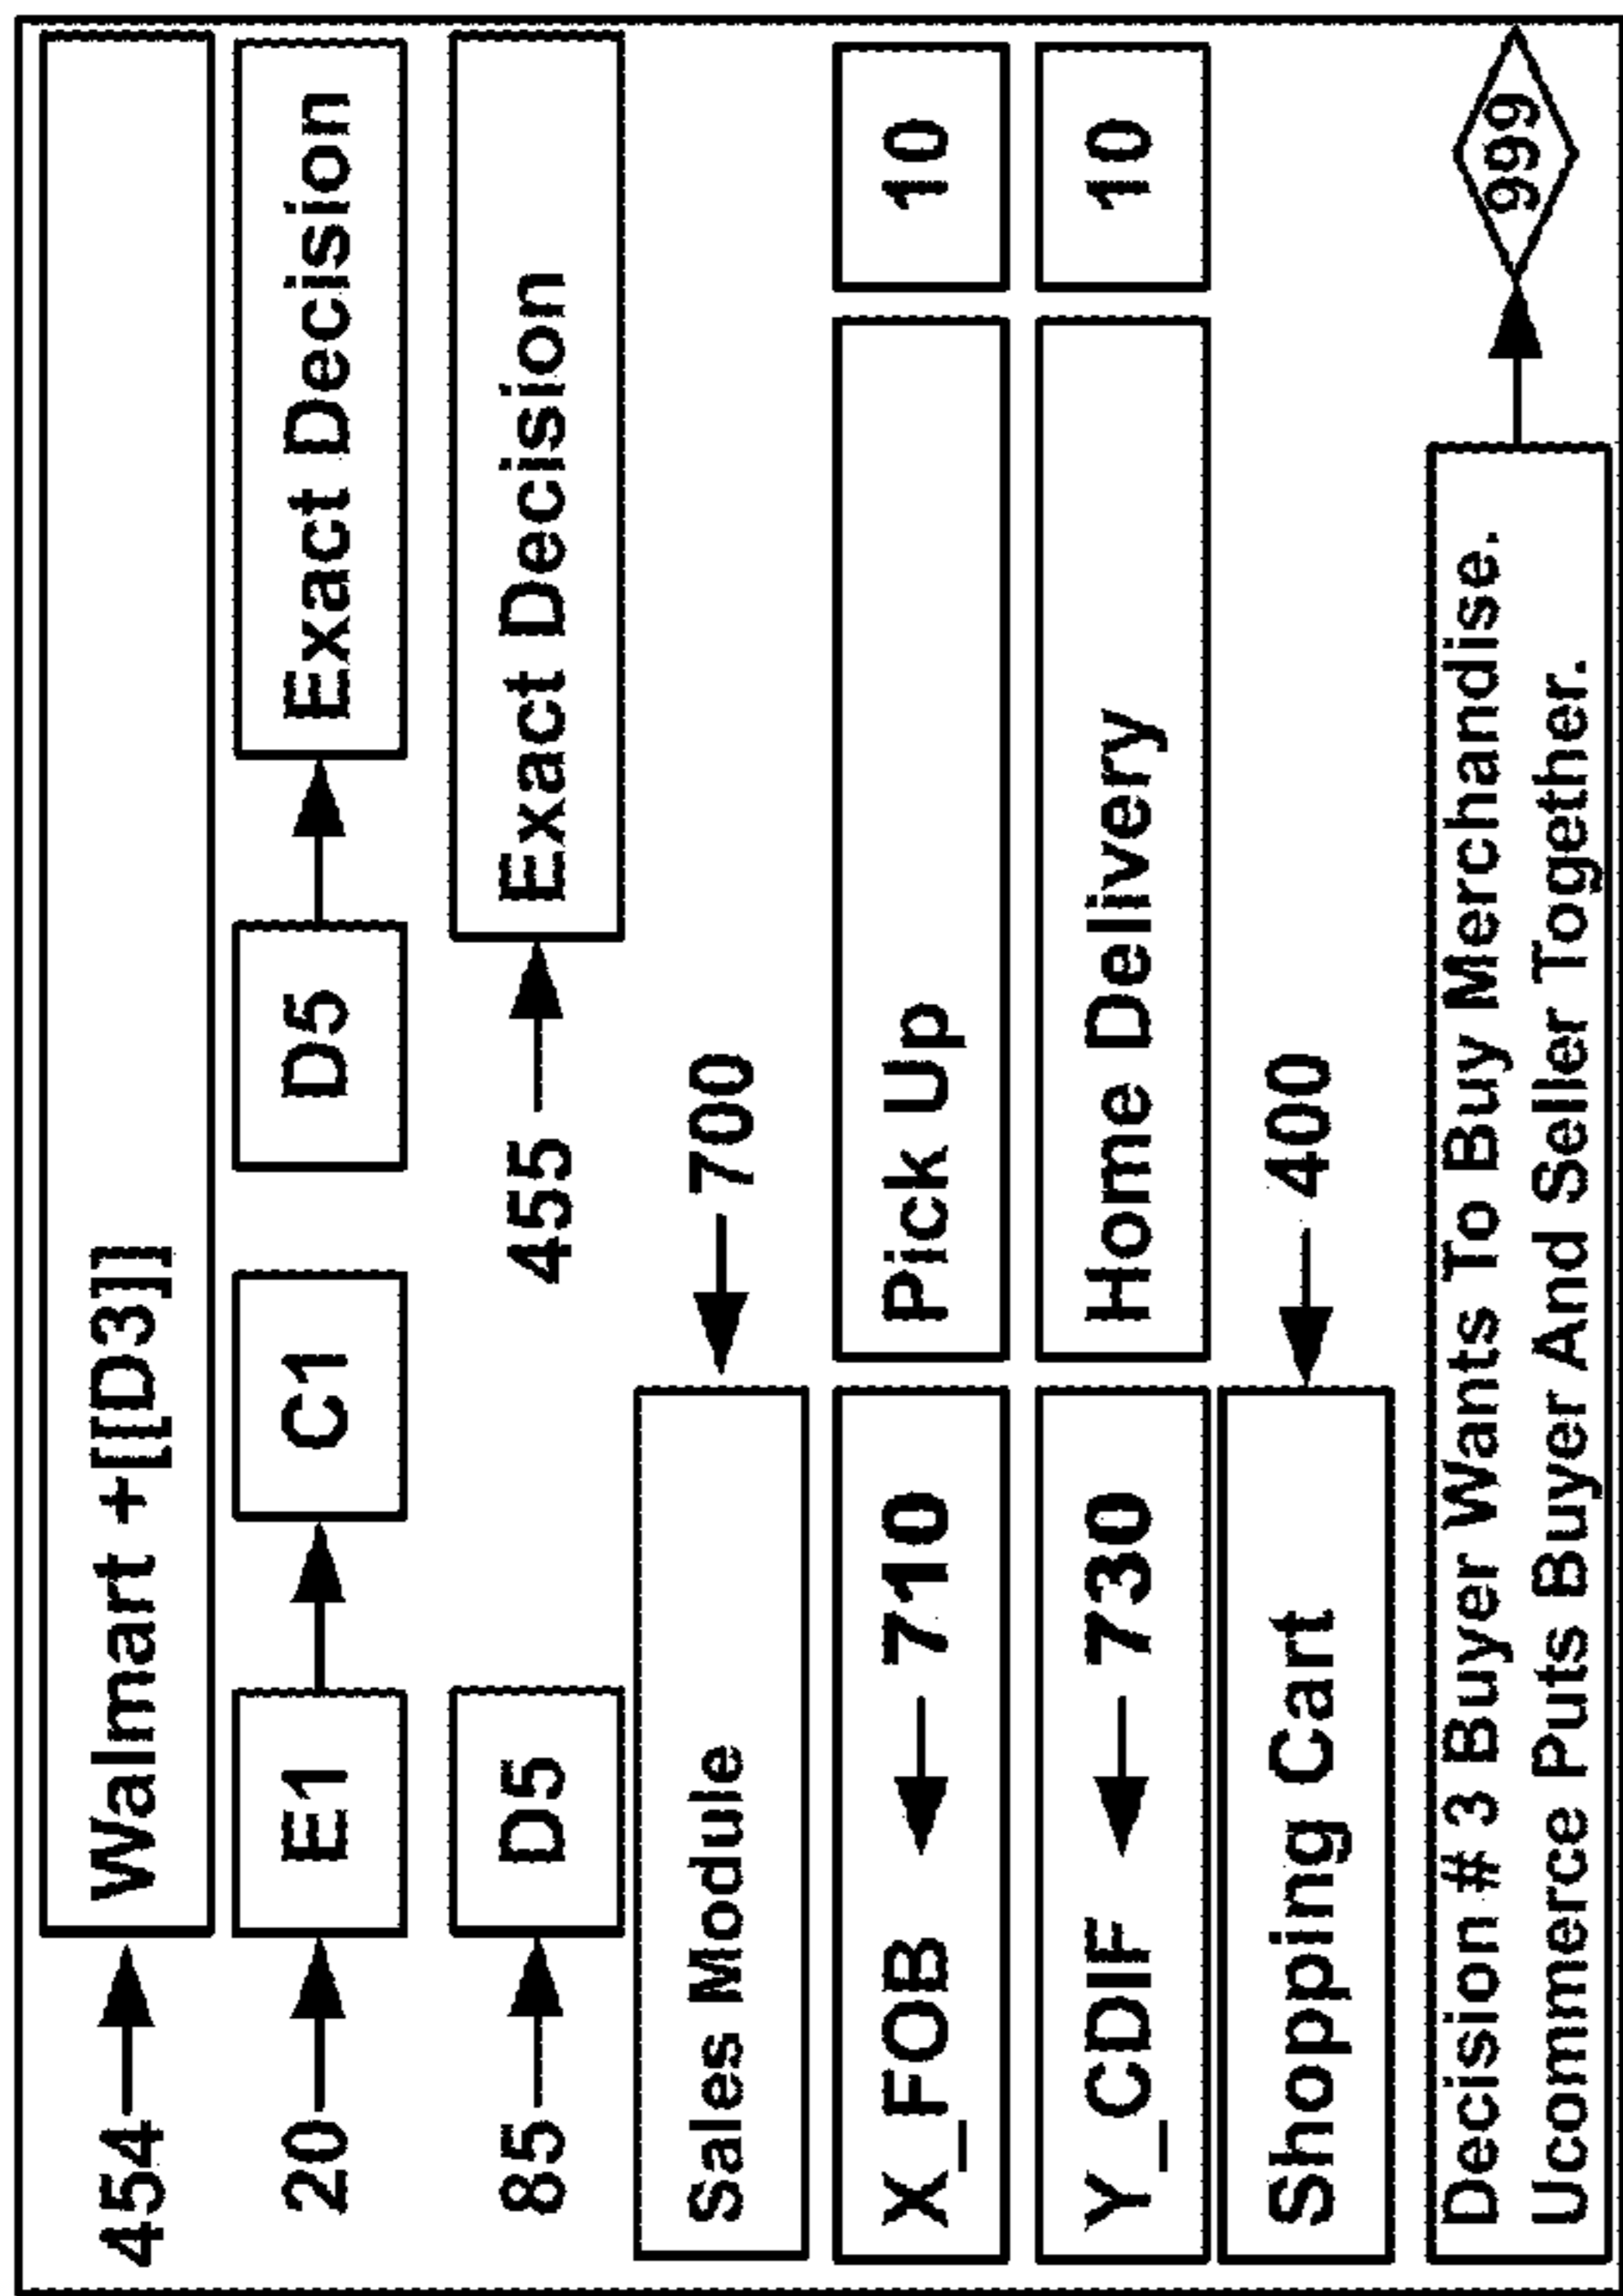 454 Walmart +[[D3]]
20 E1 C1 D5 Exact Decision
85 D5 455 Exact Decision
Sales Module 700
X_FOB 710 Pick Up 10
Y_CDIF 730 Home Delivery 10
Shopping Cart 400
Decision # 3 Buyer Wants To Buy Merchandise.
Ucommerce Puts Buyer And Seller Together.
999